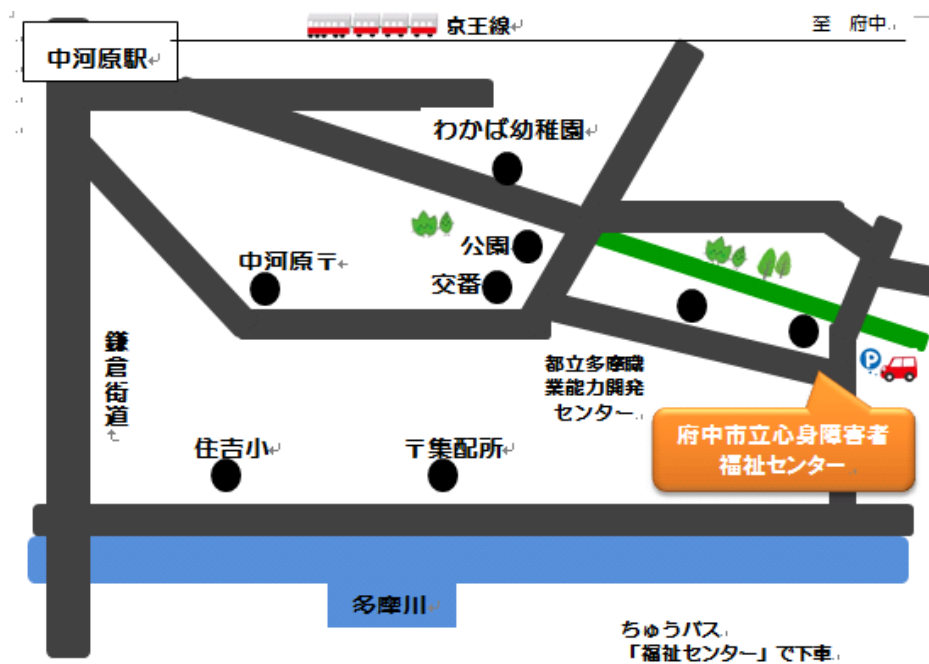 京王線
至　府中
中河原駅
わかば幼稚園
公園
中河原〒
交番
鎌倉街道
都立多摩職
業能力開発
センター
P
府中市立心身障害者
福祉センター
住吉小
〒集配所
多摩川
ちゅうバス
「福祉センター」で下車